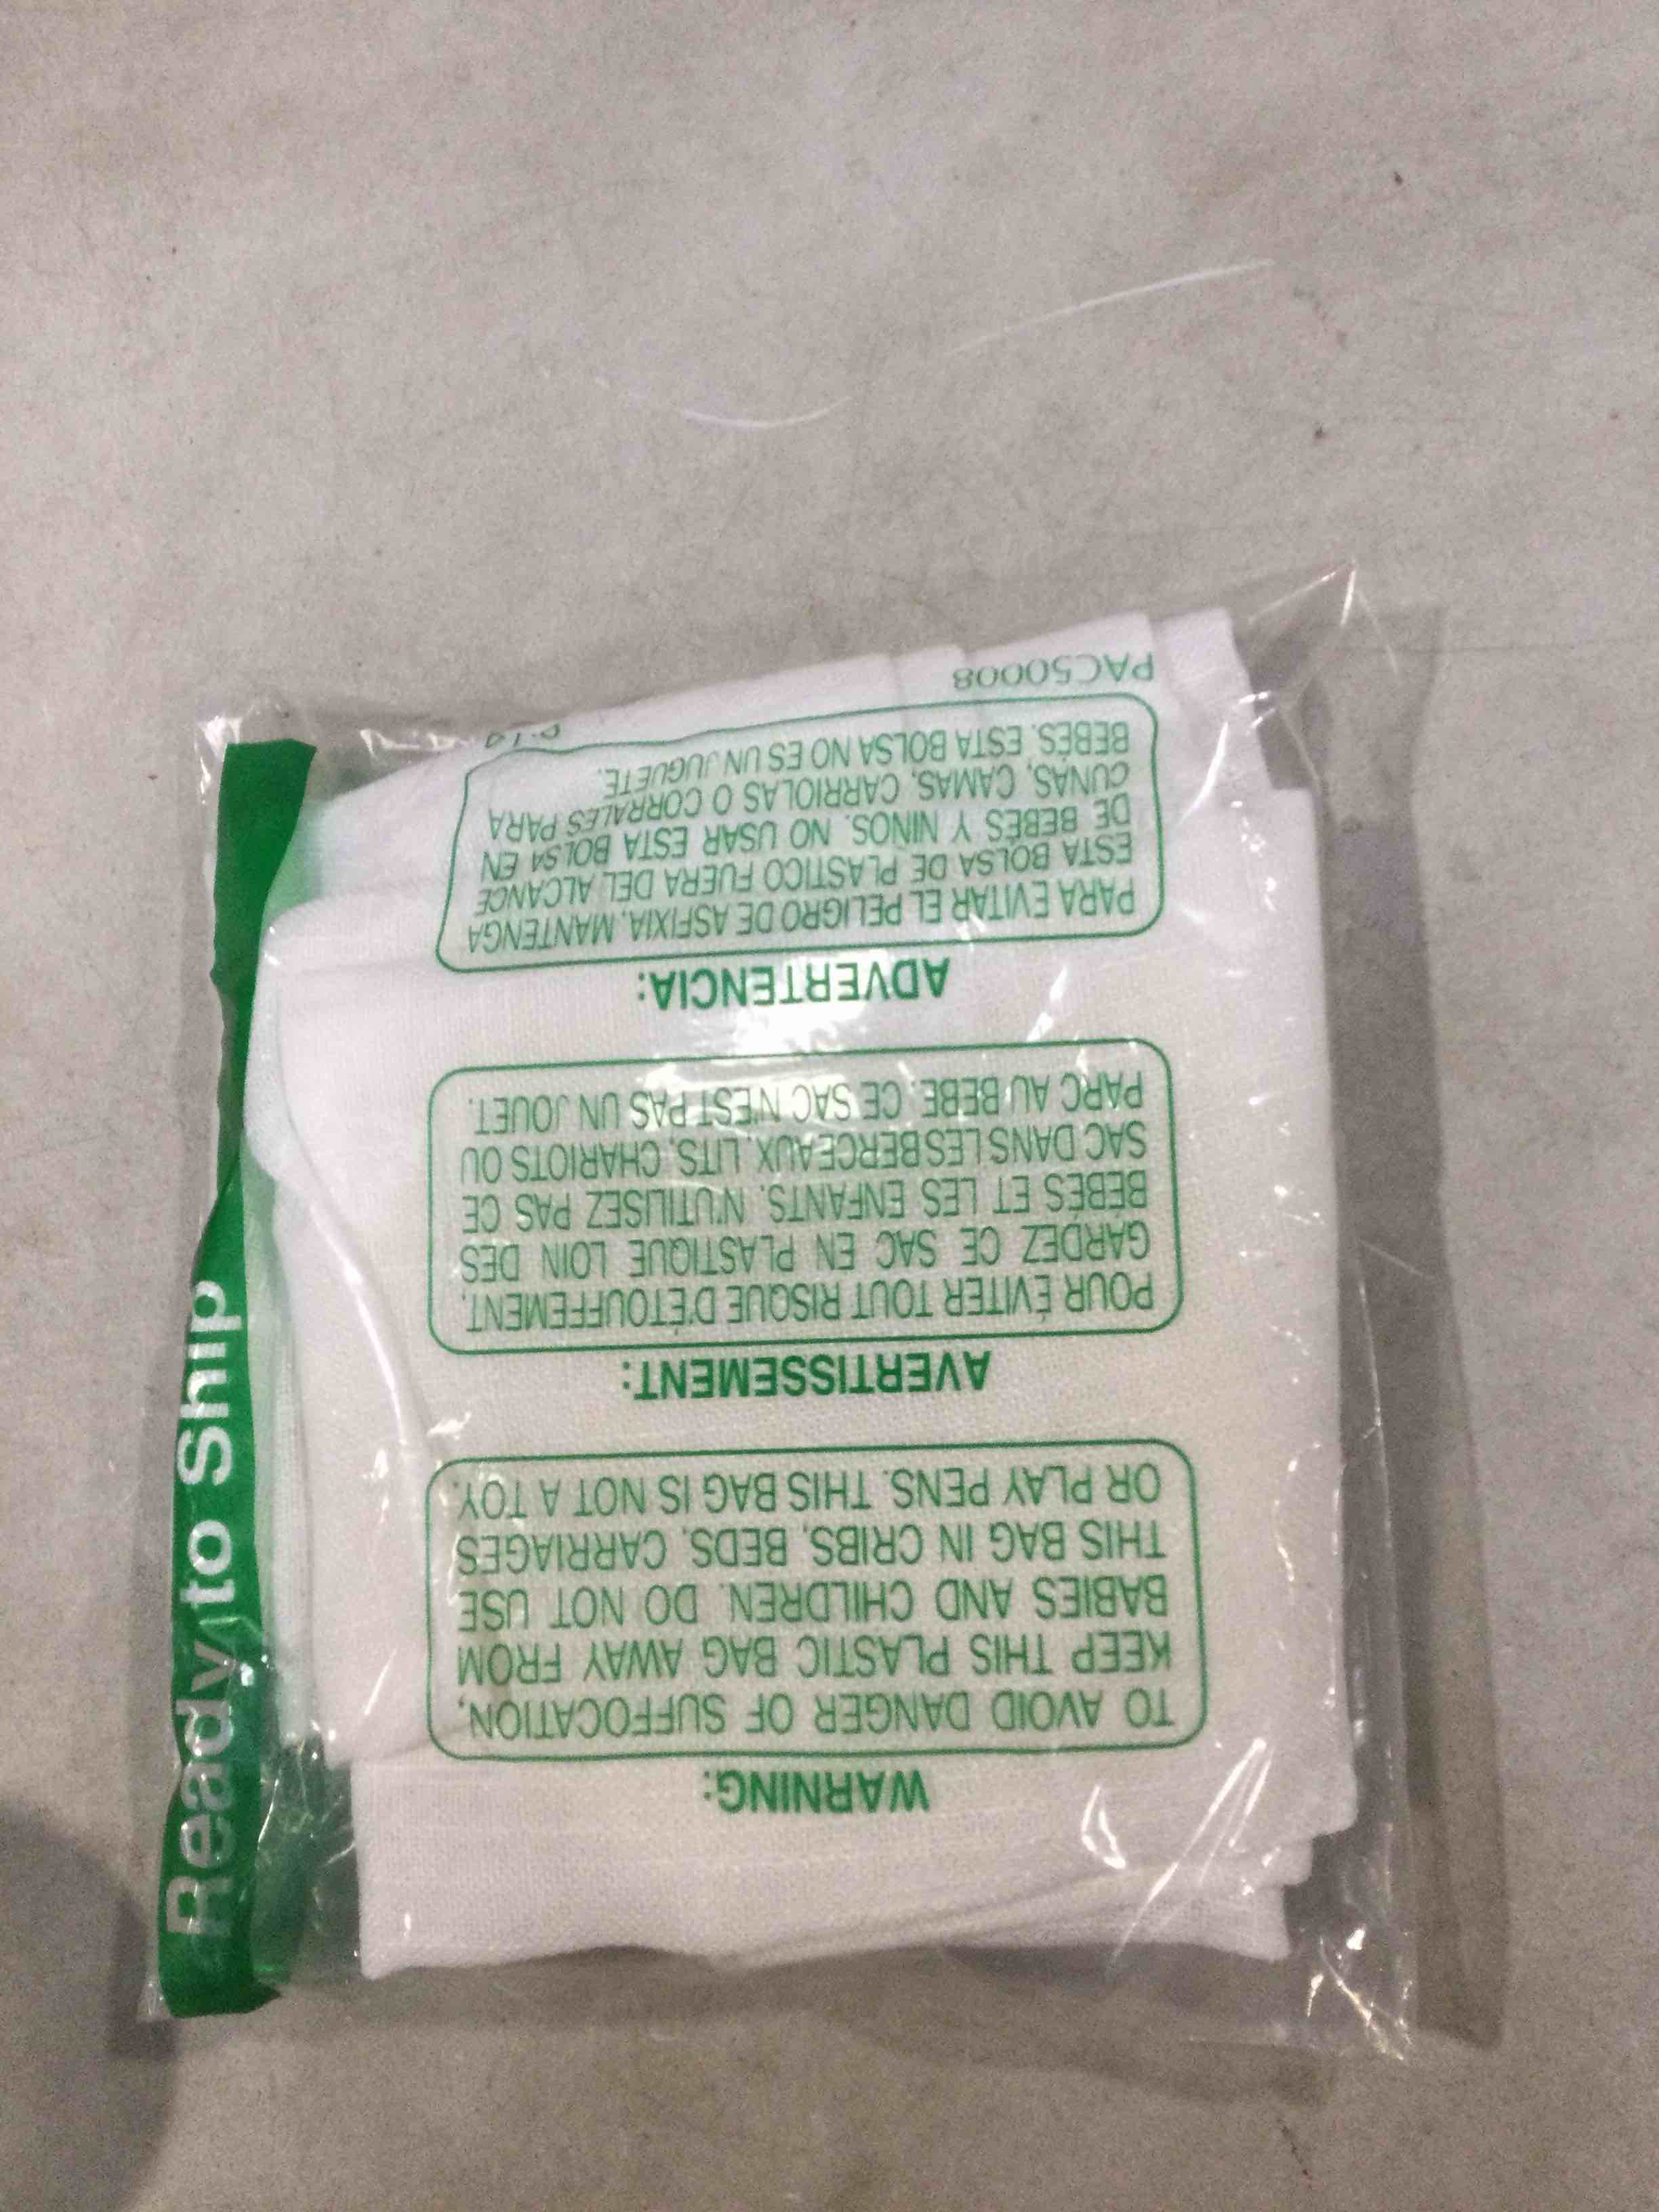 WARNING:
TO AVOID DANGER OF SUFFOCATION,
KEEP THIS PLASTIC BAG AWAY FROM
BABIES AND CHILDREN. DO NOT USE
THIS BAG IN CRIBS, BEDS, CARRIAGES
OR PLAY PENS. THIS BAG IS NOT A TOY.
AVERTISSEMENT:
POUR ÉVITER TOUT RISQUE D'ÉTOUFFEMENT,
GARDEZ CE SAC EN PLASTIQUE LOIN DES
BÉBÉS ET LES ENFANTS. N'UTILISEZ PAS CE
SAC DANS LES BERCEAUX, LITS, CHARIOTS OU
PARC AU BEBE. CE SAC N'EST PAS UN JOUET.
ADVERTENCIA:
PARA EVITAR EL PELIGRO DE ASFIXIA, MANTENGA
ESTA BOLSA DE PLASTICO FUERA DEL ALCANCE
DE BEBES Y NINOS. NO USAR ESTA BOLSA EN
CUNAS, CAMAS, CARRIOLAS O CORRALES PARA
BEBES. ESTA BOLSA NO ES UN JUGUETE.
PAC50008
Ready to Ship